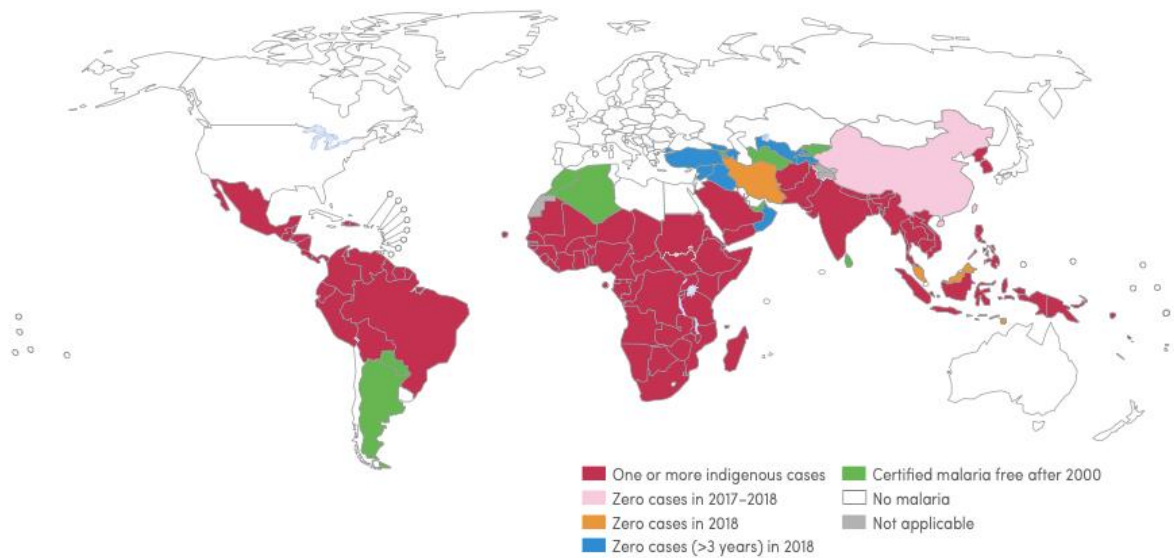 One or more indigenous cases
Zero cases in 2017–2018
Zero cases in 2018
Zero cases (>3 years) in 2018
Certified malaria free after 2000
No malaria
Not applicable